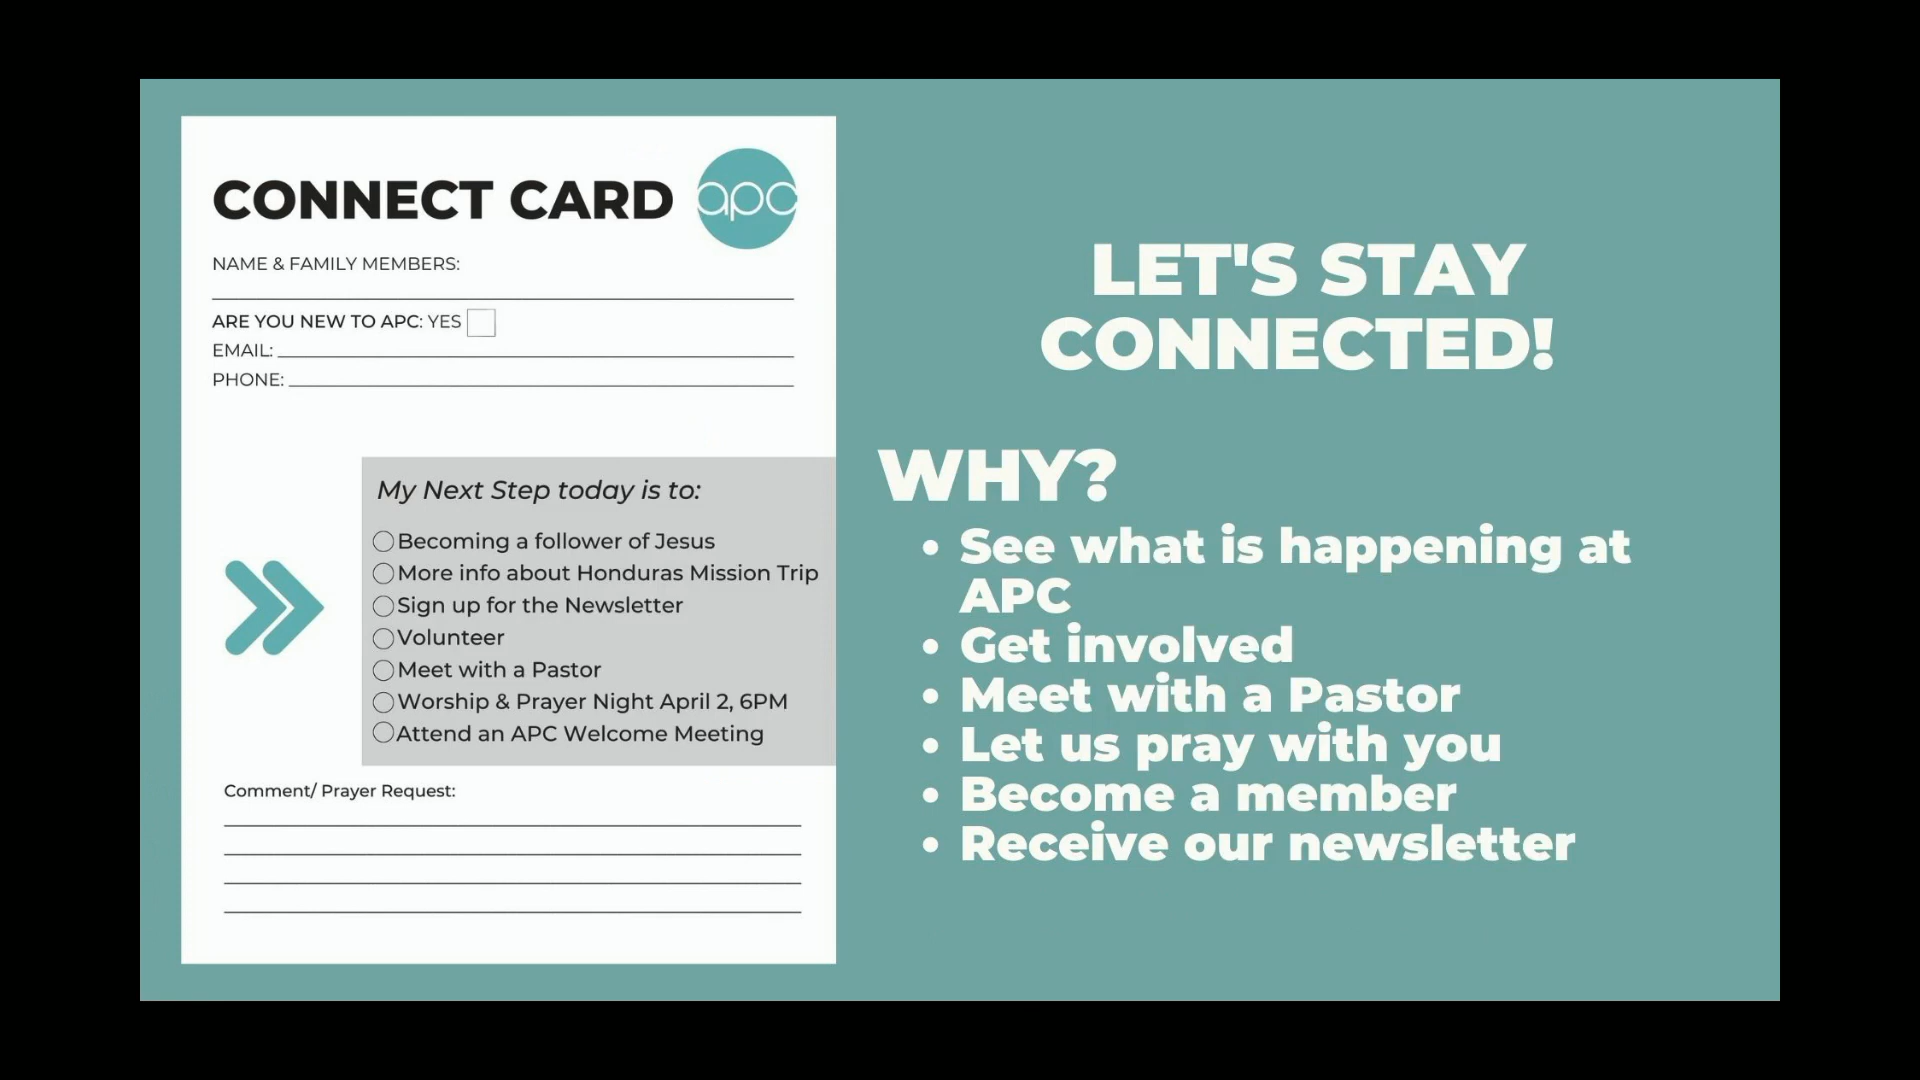 CONNECT CARD
apc
NAME & FAMILY MEMBERS:
ARE YOU NEW TO APC: YES
EMAIL:
PHONE:
My Next Step today is to:
Becoming a follower of Jesus
More info about Honduras Mission Trip
Sign up for the Newsletter
Volunteer
Meet with a Pastor
Worship & Prayer Night April 2, 6PM
Attend an APC Welcome Meeting
Comment/ Prayer Request:
LET'S STAY
CONNECTED!
WHY?
• See what is happening at
APC
• Get involved
• Meet with a Pastor
• Let us pray with you
• Become a member
• Receive our newsletter